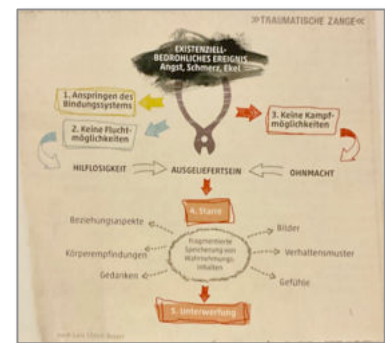 »TRAUMATISCHE ZANGE«
EXISTENZIELL-
BEDROHLICHES EREIGNIS
Angst, Schmerz, Ekel
1. Anspringen des
Bindungssystems
2. Keine Flucht-
möglichkeiten
3. Keine Kampf-
möglichkeiten
HILFLOSIGKEIT
AUSGELIEFERTSEIN
OHNMACHT
4. Starre
Beziehungsaspekte
Körperempfindungen
Gedanken
Fragmentierte
Speicherung von
Wahrnehmungs-
inhalten
Bilder
Verhaltensmuster
Gefühle
5. Unterwerfung